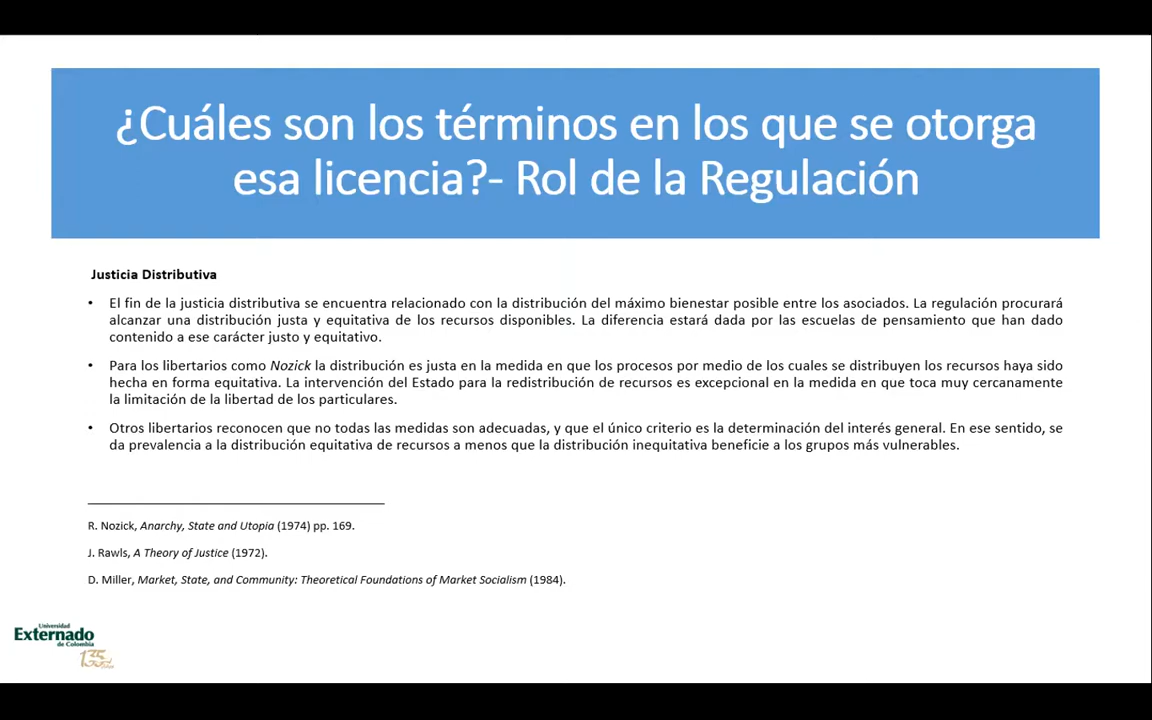 ¿Cuáles son los términos en los que se otorga
esa licencia?- Rol de la Regulación
Justicia Distributiva
• El fin de la justicia distributiva se encuentra relacionado con la distribución del máximo bienestar posible entre los asociados. La regulación procurará
alcanzar una distribución justa y equitativa de los recursos disponibles. La diferencia estará dada por las escuelas de pensamiento que han dado
contenido a ese carácter justo y equitativo.
• Para los libertarios como Nozick la distribución es justa en la medida en que los procesos por medio de los cuales se distribuyen los recursos haya sido
hecha en forma equitativa. La intervención del Estado para la redistribución de recursos es excepcional en la medida en que toca muy cercanamente
la limitación de la libertad de los particulares.
• Otros libertarios reconocen que no todas las medidas son adecuadas, y que el único criterio es la determinación del interés general. En ese sentido, se
da prevalencia a la distribución equitativa de recursos a menos que la distribución inequitativa beneficie a los grupos más vulnerables.
R. Nozick, Anarchy, State and Utopia (1974) pp. 169.
J. Rawls, A Theory of Justice (1972).
D. Miller, Market, State, and Community: Theoretical Foundations of Market Socialism (1984).
Universidad
Externado
de Colombia
135